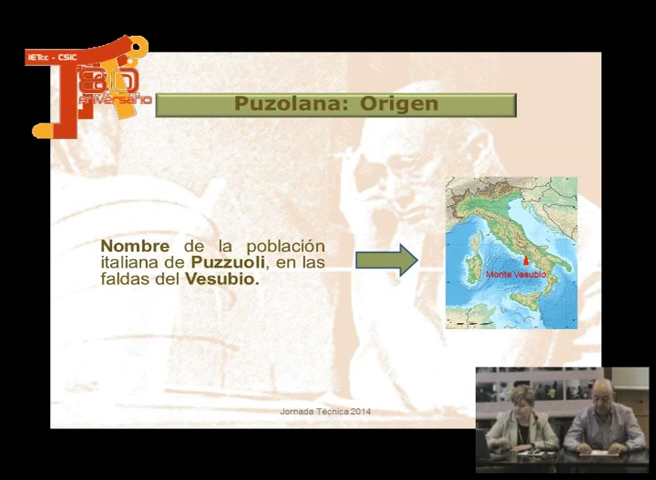 IETcc - CSIC
80
Aniversario
Puzolana: Origen
Nombre de la población
italiana de Puzzuoli, en las
faldas del Vesubio.
Monte Vesubio
Jornada Técnica 2014